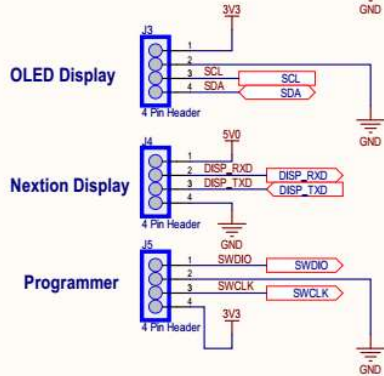 3V3
GND
J3
1
2
OLED Display
3 SCL SCL
4 SDA SDA
4 Pin Header
GND
J4
5V0
1
2 DISP_RXD DISP_RXD
Nextion Display
3 DISP_TXD DISP_TXD
4
4 Pin Header
GND
J5
1 SWDIO SWDIO
2
Programmer
3 SWCLK SWCLK
4
3V3
4 Pin Header
GND